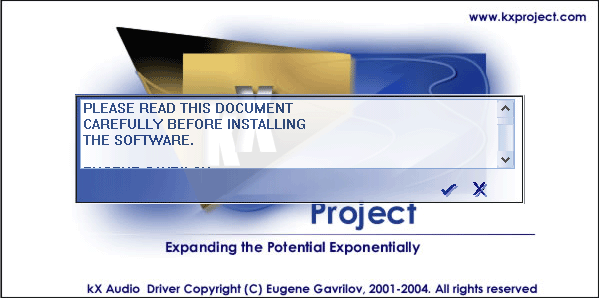 www.kxproject.com
PLEASE READ THIS DOCUMENT
CAREFULLY BEFORE INSTALLING
THE SOFTWARE.
Project
Expanding the Potential Exponentially
kX Audio Driver Copyright (C) Eugene Gavrilov, 2001-2004. All rights reserved